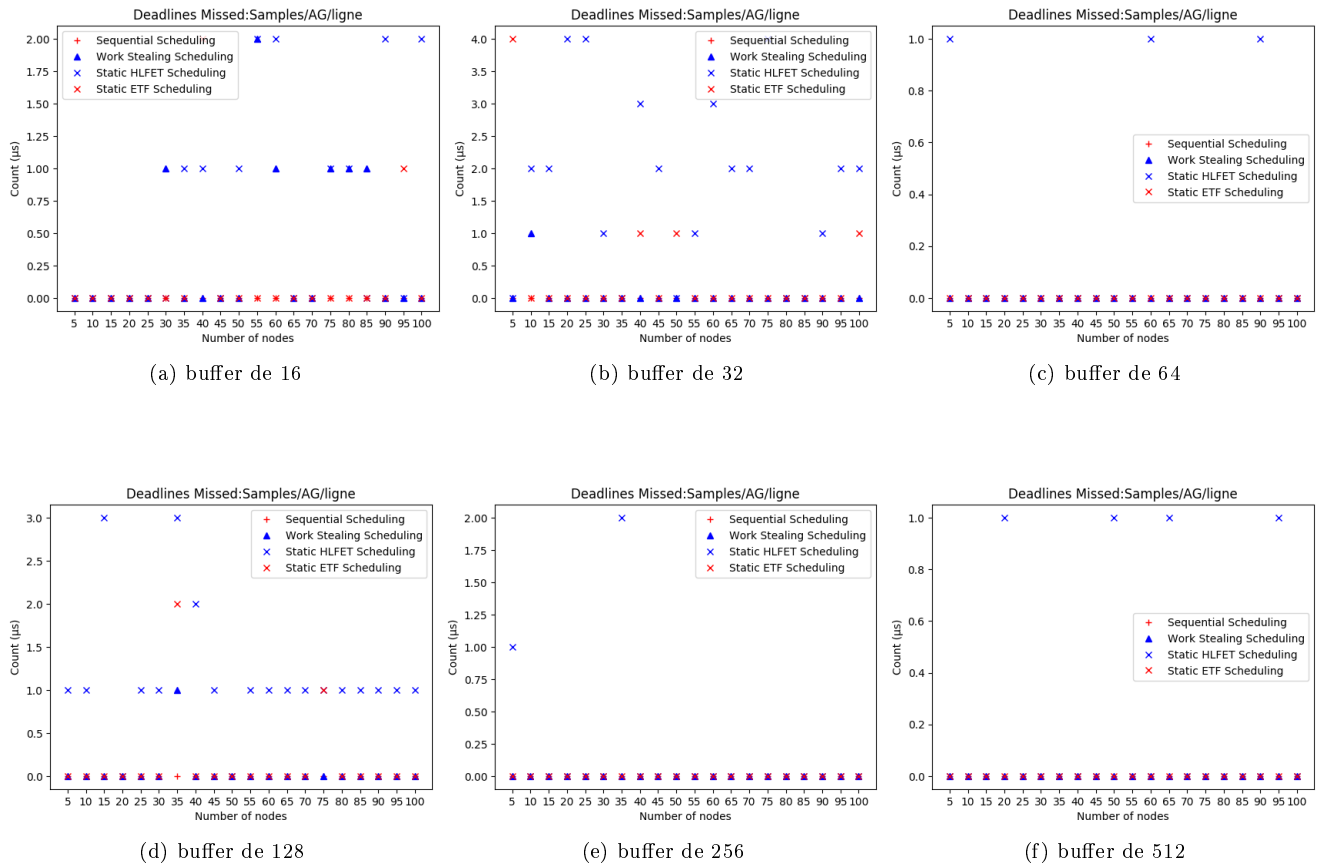 Deadlines Missed:Samples/AG/ligne
2.00
1.75
1.50
1.25
1.00
0.75
0.50
0.25
0.00
Count (µs)
Sequential Scheduling
Work Stealing Scheduling
Static HLFET Scheduling
Static ETF Scheduling
5 10 15 20 25 30 35 40 45 50 55 60 65 70 75 80 85 90 95 100
Number of nodes
(a) buffer de 16
Deadlines Missed:Samples/AG/ligne
4.0
3.5
3.0
2.5
2.0
1.5
1.0
0.5
0.0
Count (µs)
Sequential Scheduling
Work Stealing Scheduling
Static HLFET Scheduling
Static ETF Scheduling
5 10 15 20 25 30 35 40 45 50 55 60 65 70 75 80 85 90 95 100
Number of nodes
(b) buffer de 32
Deadlines Missed:Samples/AG/ligne
1.0
0.8
0.6
0.4
0.2
0.0
Count (µs)
Sequential Scheduling
Work Stealing Scheduling
Static HLFET Scheduling
Static ETF Scheduling
5 10 15 20 25 30 35 40 45 50 55 60 65 70 75 80 85 90 95 100
Number of nodes
(c) buffer de 64
Deadlines Missed:Samples/AG/ligne
3.0
2.5
2.0
1.5
1.0
0.5
0.0
Count (µs)
Sequential Scheduling
Work Stealing Scheduling
Static HLFET Scheduling
Static ETF Scheduling
5 10 15 20 25 30 35 40 45 50 55 60 65 70 75 80 85 90 95 100
Number of nodes
(d) buffer de 128
Deadlines Missed:Samples/AG/ligne
2.00
1.75
1.50
1.25
1.00
0.75
0.50
0.25
0.00
Count (µs)
Sequential Scheduling
Work Stealing Scheduling
Static HLFET Scheduling
Static ETF Scheduling
5 10 15 20 25 30 35 40 45 50 55 60 65 70 75 80 85 90 95 100
Number of nodes
(e) buffer de 256
Deadlines Missed:Samples/AG/ligne
1.0
0.8
0.6
0.4
0.2
0.0
Count (µs)
Sequential Scheduling
Work Stealing Scheduling
Static HLFET Scheduling
Static ETF Scheduling
5 10 15 20 25 30 35 40 45 50 55 60 65 70 75 80 85 90 95 100
Number of nodes
(f) buffer de 512